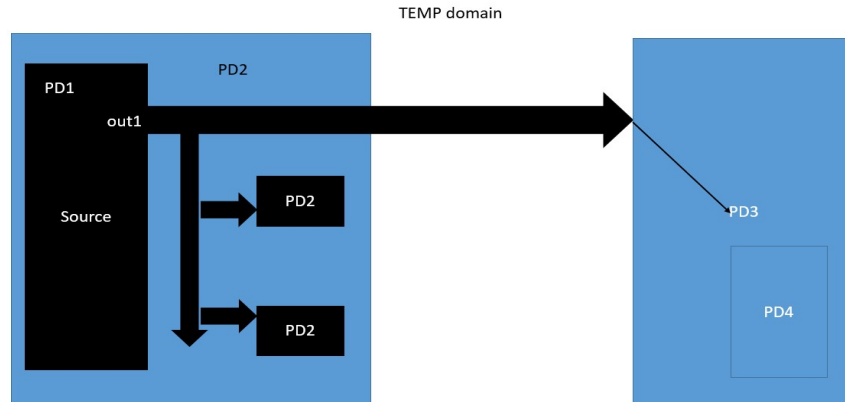 TEMP domain
PD2
PD1
out1
Source
PD2
PD2
PD3
PD4